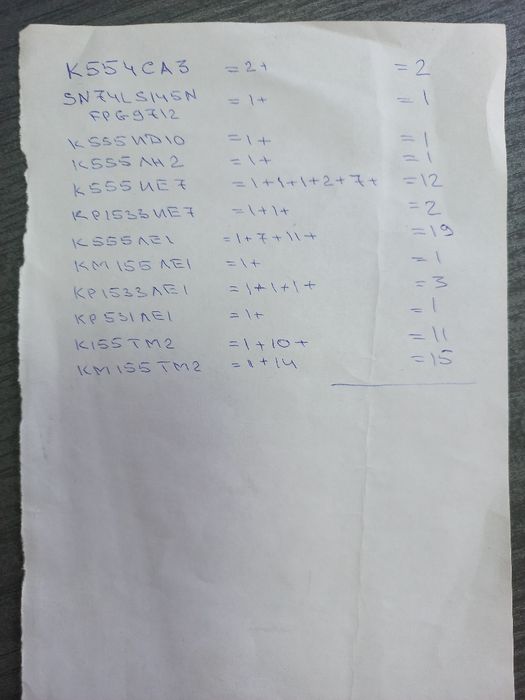 К554СА3 =2+ =2
SN74LS145N =1+ =1
FPG9712
К555ИД10 =1+ =1
К555ЛН2 =1+ =1
К555ИЕ7 =1+1+1+2+7+ =12
КР1533ИЕ7 =1+1+ =2
К555ЛЕ1 =1+7+11+ =19
КМ155ЛЕ1 =1+ =1
КР1533ЛЕ1 =1+1+1+ =3
КР531ЛЕ1 =1+ =1
К155ТМ2 =1+10+ =11
КМ155ТМ2 =1+14 =15